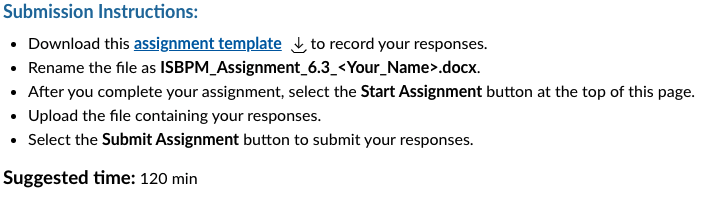 Submission Instructions:
• Download this assignment template to record your responses.
• Rename the file as ISBPM_Assignment_6.3_<Your_Name>.docx.
• After you complete your assignment, select the Start Assignment button at the top of this page.
• Upload the file containing your responses.
• Select the Submit Assignment button to submit your responses.
Suggested time: 120 min